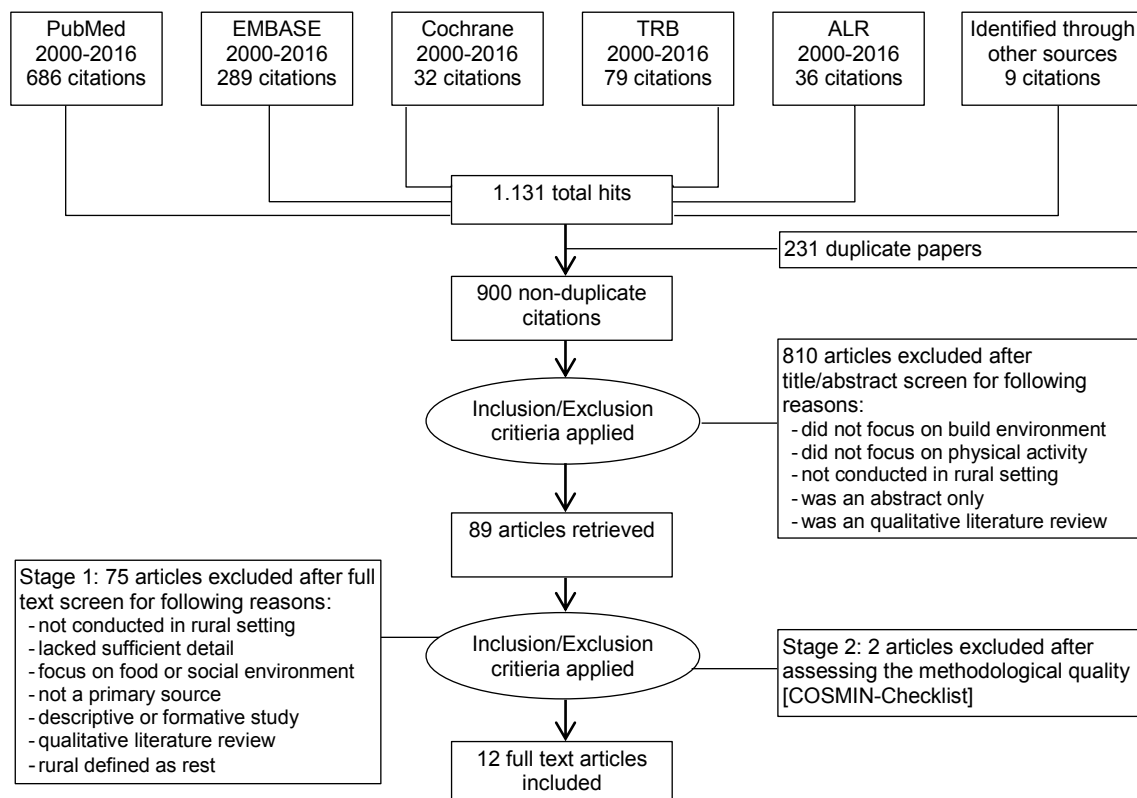 PubMed
2000-2016
686 citations
EMBASE
2000-2016
289 citations
Cochrane
2000-2016
32 citations
TRB
2000-2016
79 citations
ALR
2000-2016
36 citations
Identified through
other sources
9 citations
1.131 total hits
231 duplicate papers
900 non-duplicate
citations
810 articles excluded after
title/abstract screen for following
reasons:
- did not focus on build environment
- did not focus on physical activity
- not conducted in rural setting
- was an abstract only
- was an qualitative literature review
Inclusion/Exclusion
critieria applied
89 articles retrieved
Stage 1: 75 articles excluded after full
text screen for following reasons:
- not conducted in rural setting
- lacked sufficient detail
- focus on food or social environment
- not a primary source
- descriptive or formative study
- qualitative literature review
- rural defined as rest
Inclusion/Exclusion
critieria applied
Stage 2: 2 articles excluded after
assessing the methodological quality
[COSMIN-Checklist]
12 full text articles
included